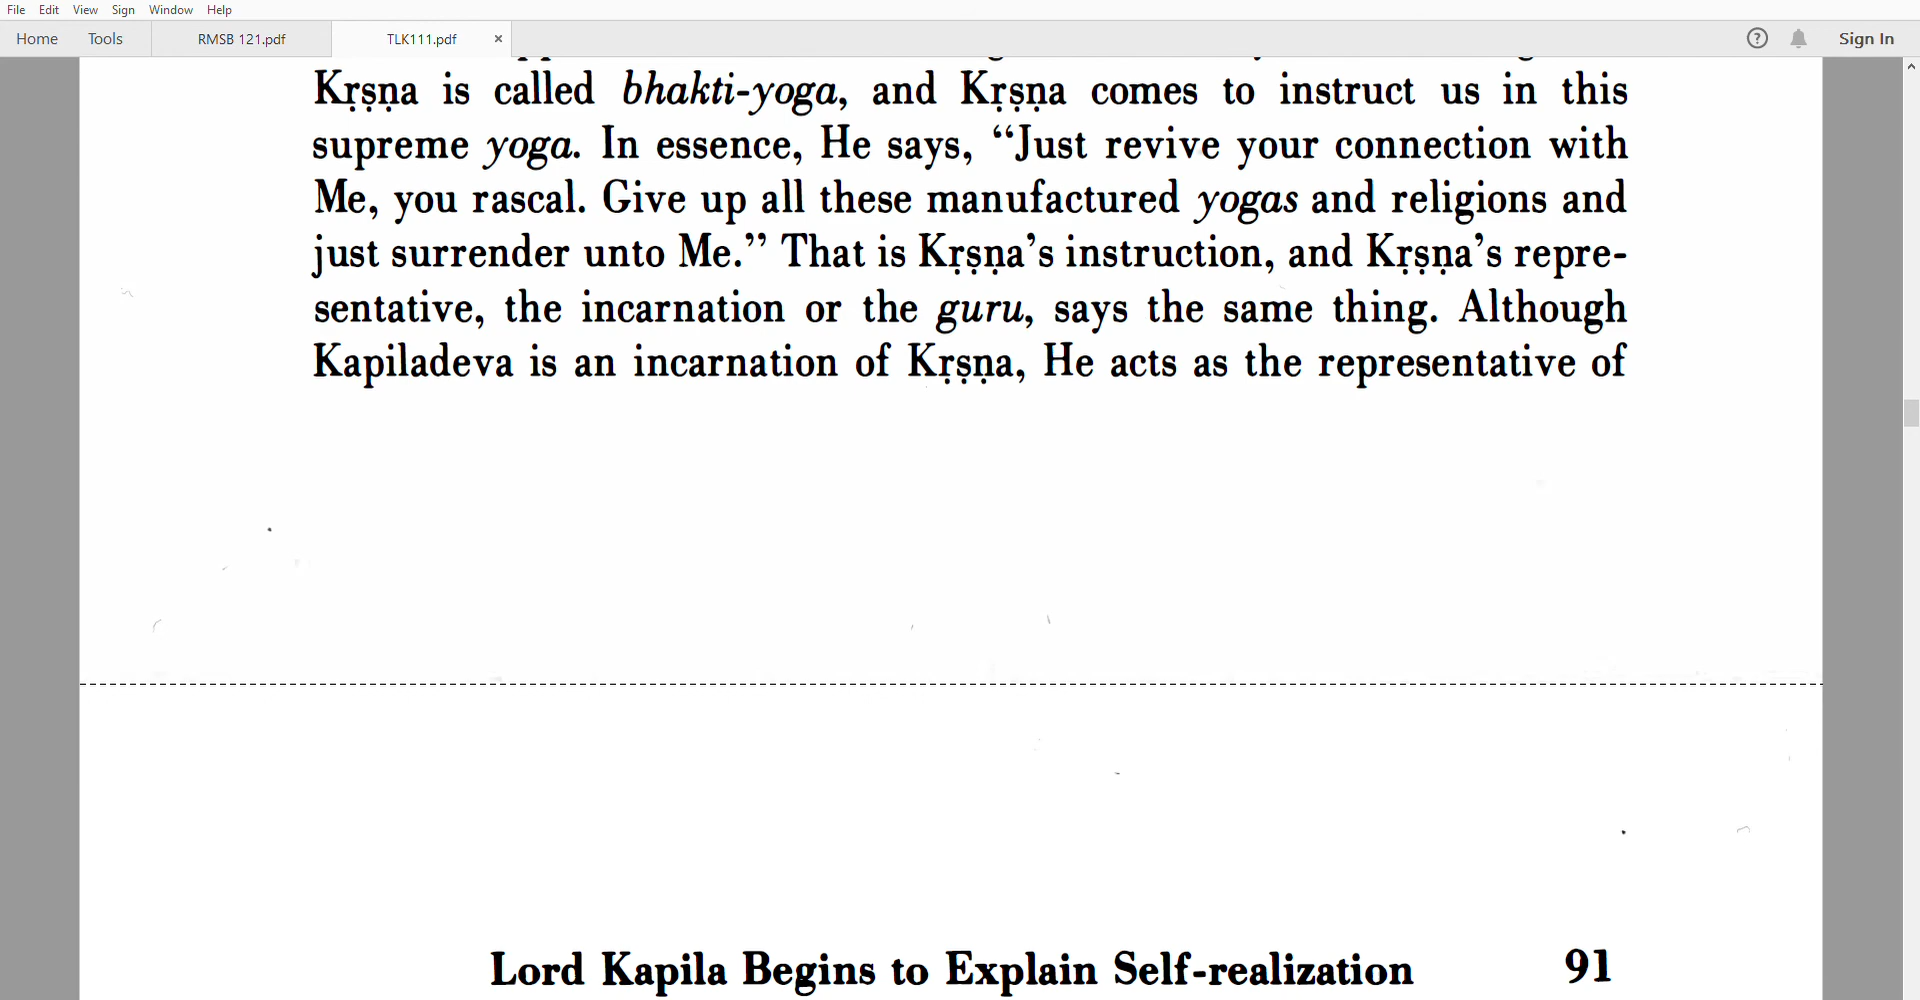 File Edit View Sign Window Help
Home Tools RMSB 121.pdf TLK111.pdf × ? Sign In
Kṛṣṇa is called bhakti-yoga, and Kṛṣṇa comes to instruct us in this
supreme yoga. In essence, He says, “Just revive your connection with
Me, you rascal. Give up all these manufactured yogas and religions and
just surrender unto Me.” That is Kṛṣṇa’s instruction, and Kṛṣṇa’s repre-
sentative, the incarnation or the guru, says the same thing. Although
Kapiladeva is an incarnation of Kṛṣṇa, He acts as the representative of
Lord Kapila Begins to Explain Self-realization 91